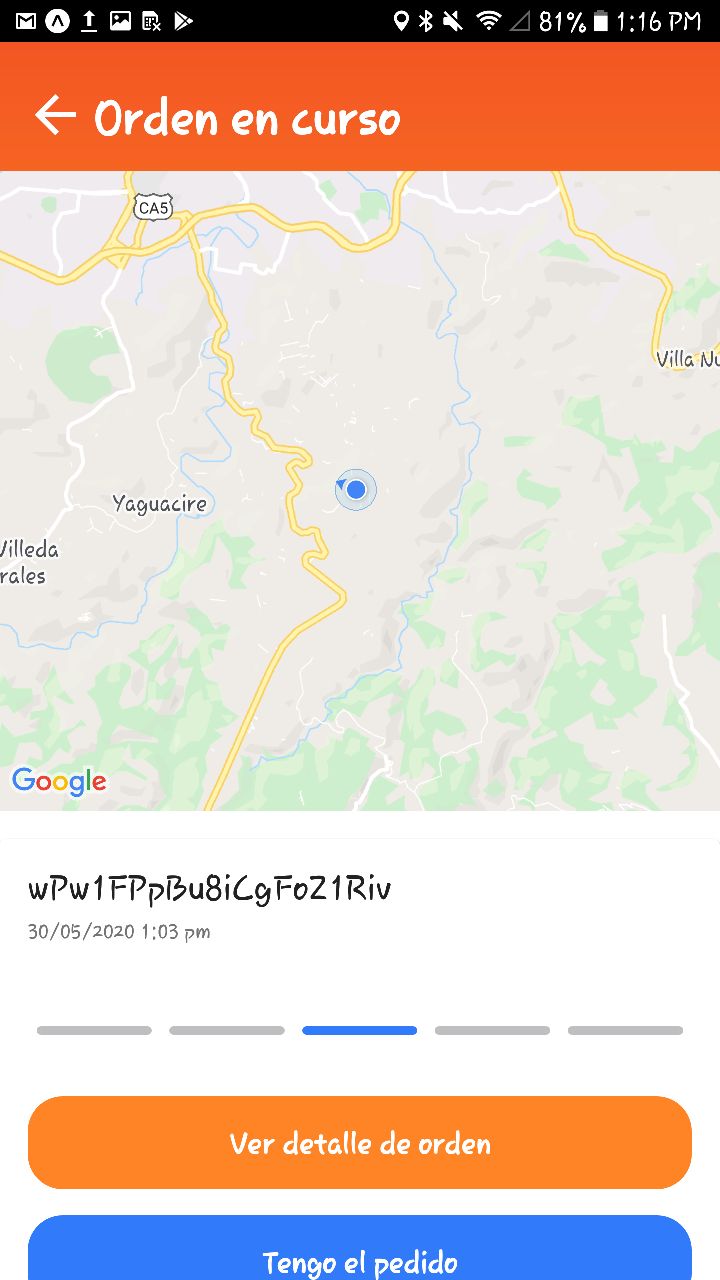 81% 1:16 PM
Orden en curso
CA5
Villa Nu
Yaguacire
Villeda
rales
Google
wPw1FPpBu8iCgFoZ1Riv
30/05/2020 1:03 pm
Ver detalle de orden
Tengo el pedido